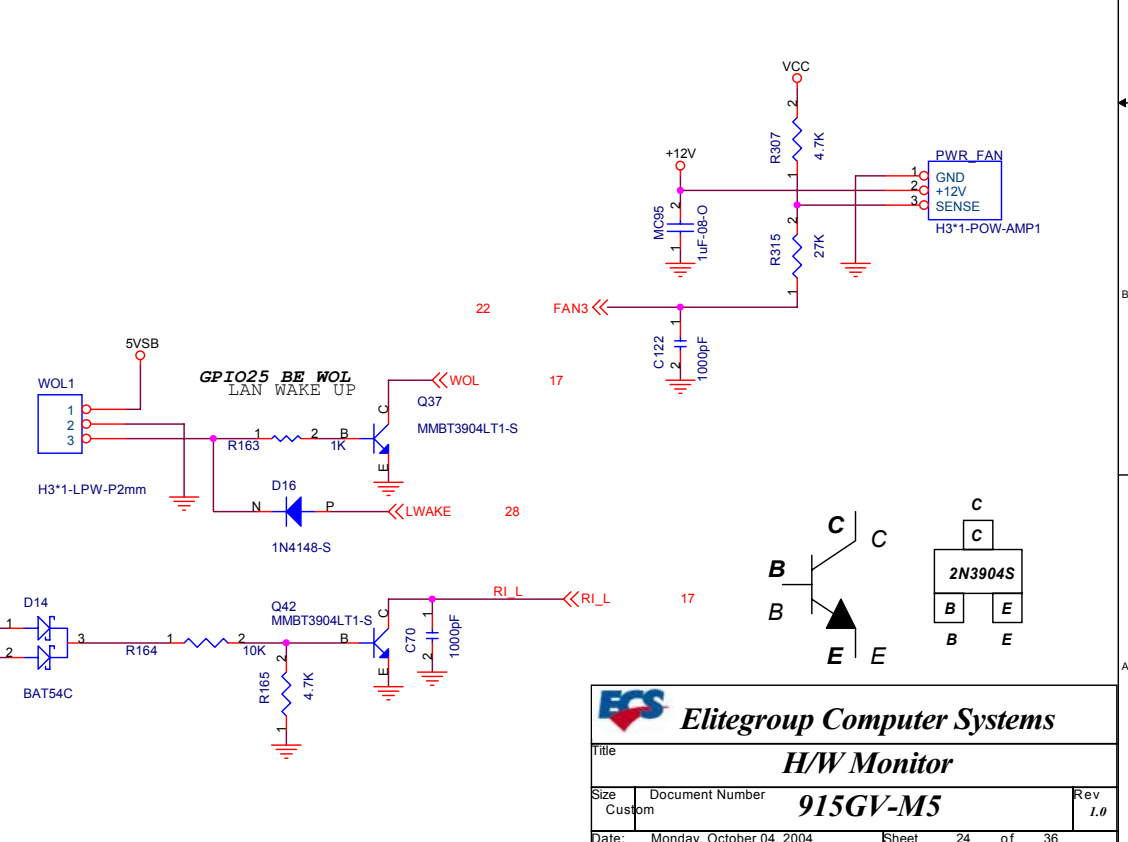 VCC
2
R307
4.7K
1
+12V
PWR_FAN
1 GND
2 +12V
3 SENSE
H3*1-POW-AMP1
2
MC95
1uF-08-O
1
2
R315
27K
1
B
22 FAN3
1
C122
1000pF
2
5VSB
GPIO25 BE WOL
LAN WAKE UP
WOL 17
WOL1
1
2
3
H3*1-LPW-P2mm
1 2 B
R163 1K
C
Q37
MMBT3904LT1-S
E
D16
N P
LWAKE 28
1N4148-S
C
C C
B
B
E E
C
C
2N3904S
B E
B E
D14
1
2
3
BAT54C
1 2
R164 10K
2
R165
4.7K
1
Q42
MMBT3904LT1-S
B
C
E
RI_L
RI_L 17
1
C70
1000pF
2
A
ECS
Elitegroup Computer Systems
Title
H/W Monitor
Size
Custom
Document Number
915GV-M5
Rev
1.0
Date: Monday, October 04, 2004 Sheet 24 of 36